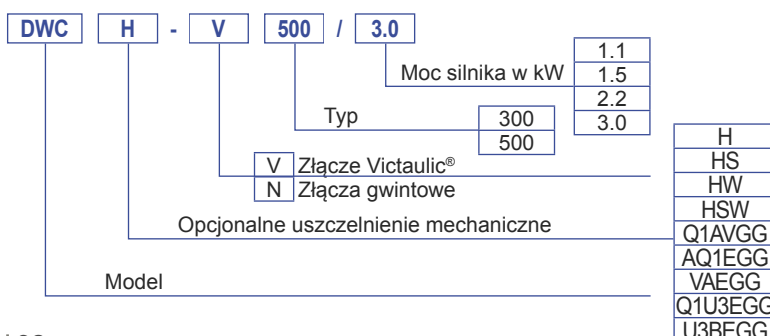 DWC H - V 500 / 3.0
Moc silnika w kW
1.1
1.5
2.2
3.0
Typ
300
500
V Złącze Victaulic®
N Złącza gwintowe
Opcjonalne uszczelnienie mechaniczne
H
HS
HW
HSW
Q1AVGG
AQ1EGG
VAEGG
Q1U3EGG
U3BEGG
Model